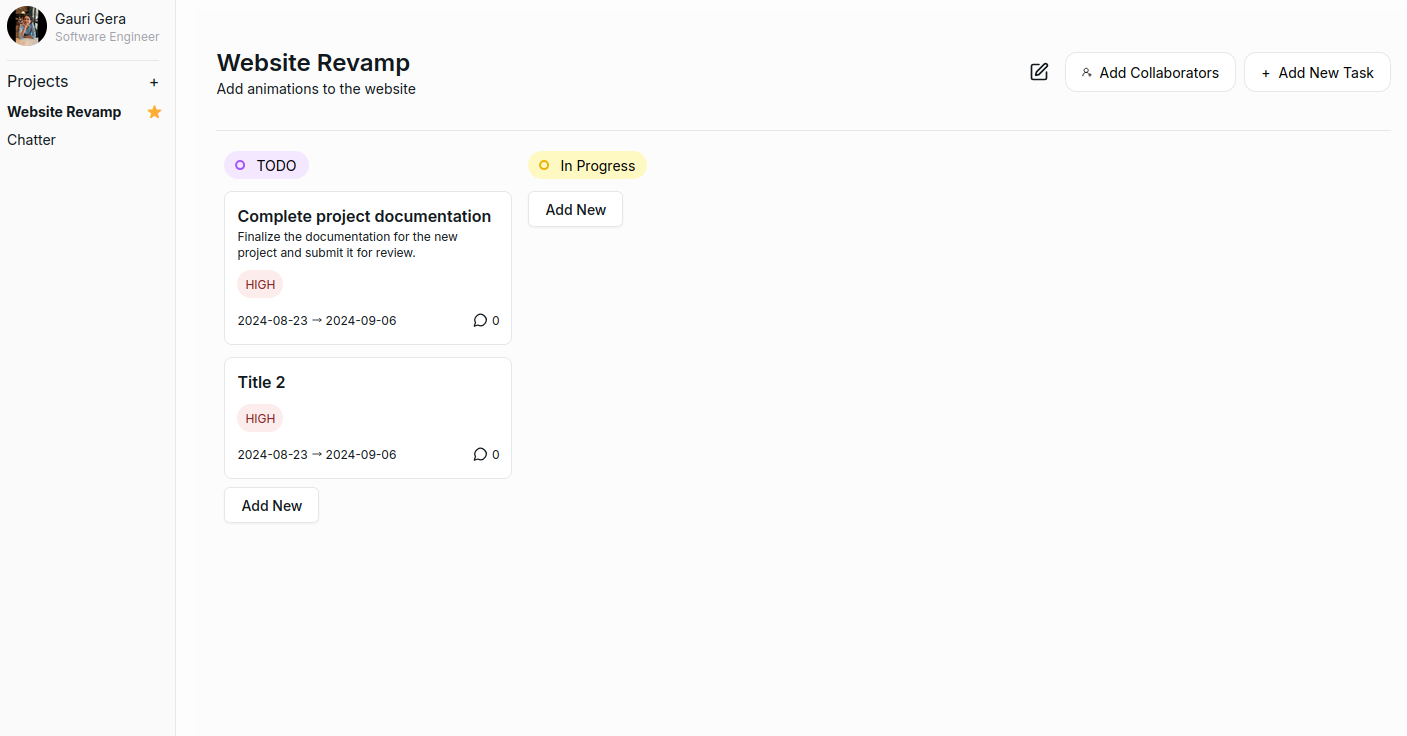 Gauri Gera
Software Engineer
Projects +
Website Revamp
Chatter
Website Revamp
Add animations to the website
Add Collaborators
+ Add New Task
TODO
Complete project documentation
Finalize the documentation for the new
project and submit it for review.
HIGH
2024-08-23 → 2024-09-06
0
Title 2
HIGH
2024-08-23 → 2024-09-06
0
Add New
In Progress
Add New